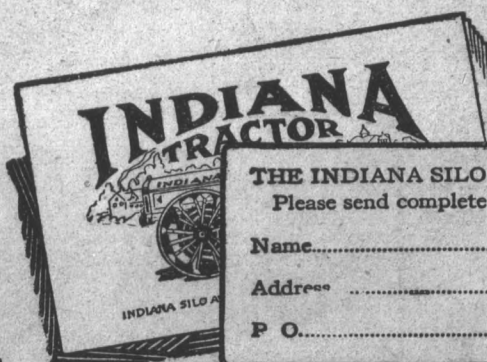 INDIANA
TRACTOR
INDIANA
INDIANA SILO
THE INDIANA SILO
Please send complete
Name
Address
P O